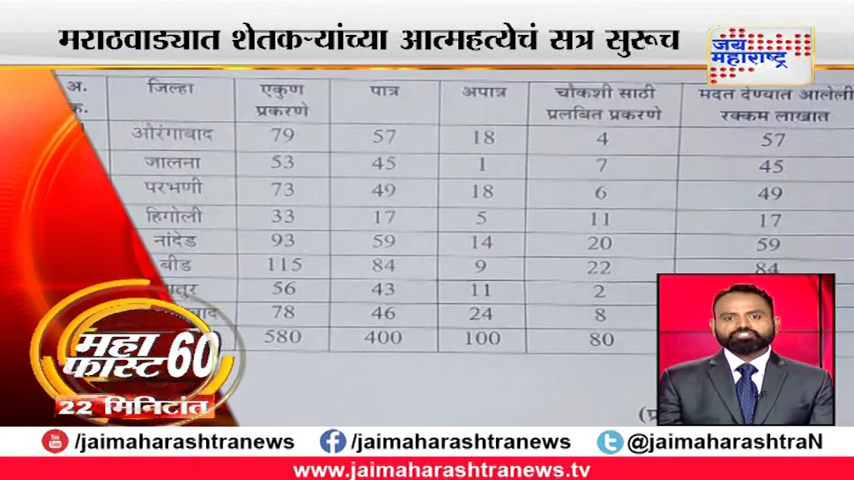 मराठवाड्यात शेतकऱ्यांच्या आत्महत्येचं सत्र सुरूच
जय
महाराष्ट्र
अ. जिल्हा एकुण पात्र अपात्र चौकशी साठी मदत देण्यात आलेली
क. प्रकरणे प्रलबित प्रकरणे रक्कम लाखात
औरंगाबाद 79 57 18 4 57
जालना 53 45 1 7 45
परभणी 73 49 18 6 49
हिगोली 33 17 5 11 17
नांदेड 93 59 14 20 59
बीड 115 84 9 22 84
56 43 11 2
78 46 24 8
580 400 100 80
महा
फास्ट 60
22 मिनिटांत
/jaimaharashtranews /jaimaharashtranews @jaimaharashtraN
www.jaimaharashtranews.tv